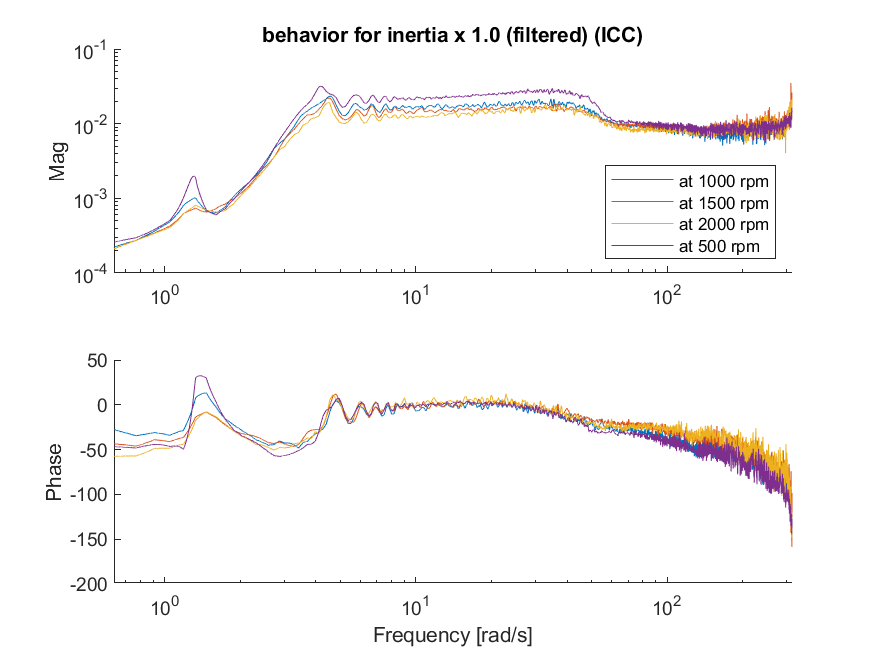 behavior for inertia x 1.0 (filtered) (ICC)
10^-1
10^-2
10^-3
10^-4
Mag
at 1000 rpm
at 1500 rpm
at 2000 rpm
at 500 rpm
10^0
10^1
10^2
50
0
-50
-100
-150
-200
Phase
10^0
10^1
10^2
Frequency [rad/s]